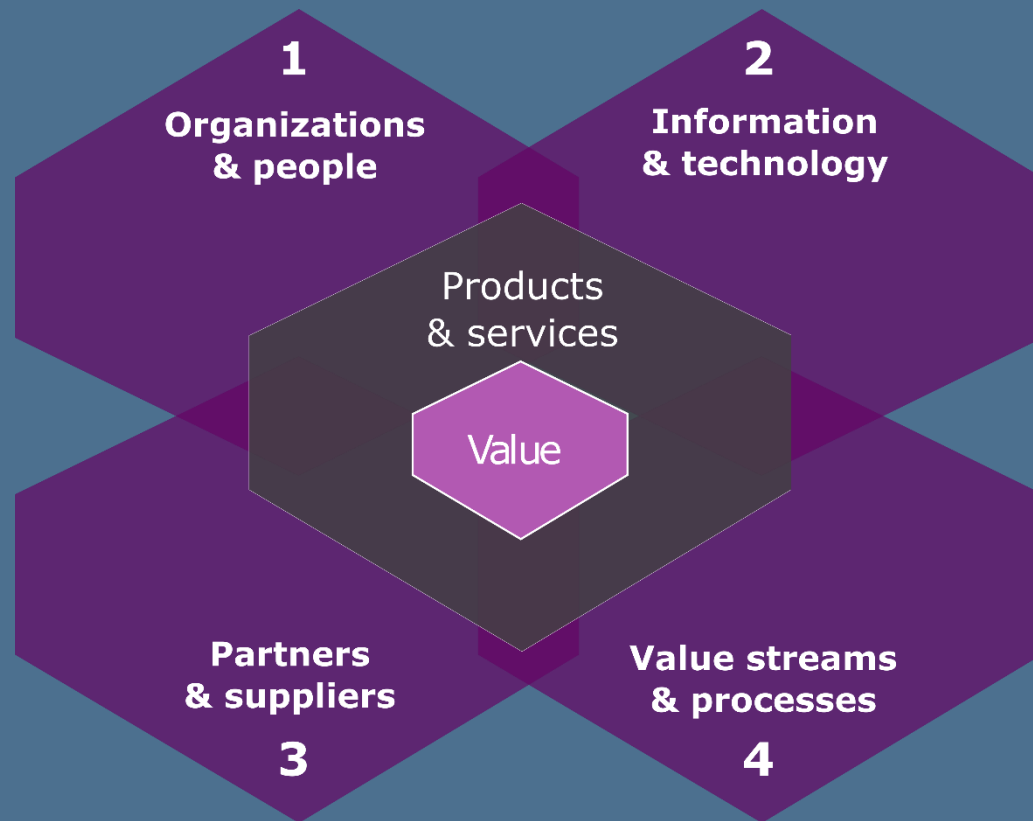 1
Organizations
& people
2
Information
& technology
Products
& services
Value
Partners
& suppliers
3
Value streams
& processes
4